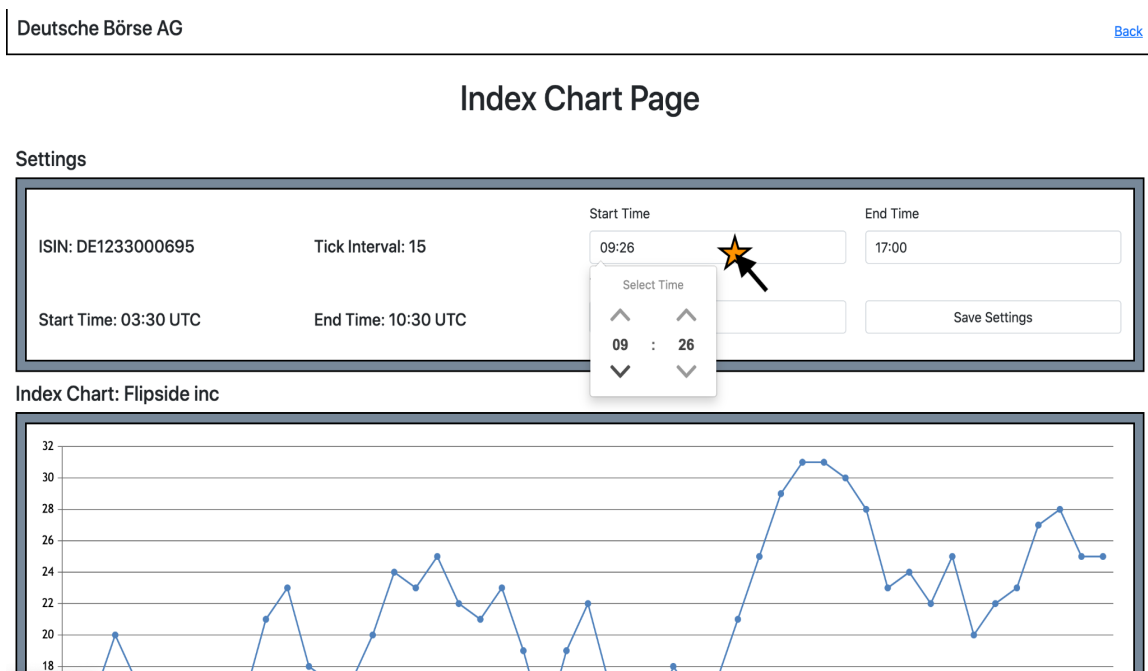 Deutsche Börse AG
Back
Index Chart Page
Settings
Start Time
End Time
ISIN: DE1233000695
Tick Interval: 15
09:26
17:00
Select Time
Start Time: 03:30 UTC
End Time: 10:30 UTC
Save Settings
09 : 26
Index Chart: Flipside inc
32
30
28
26
24
22
20
18